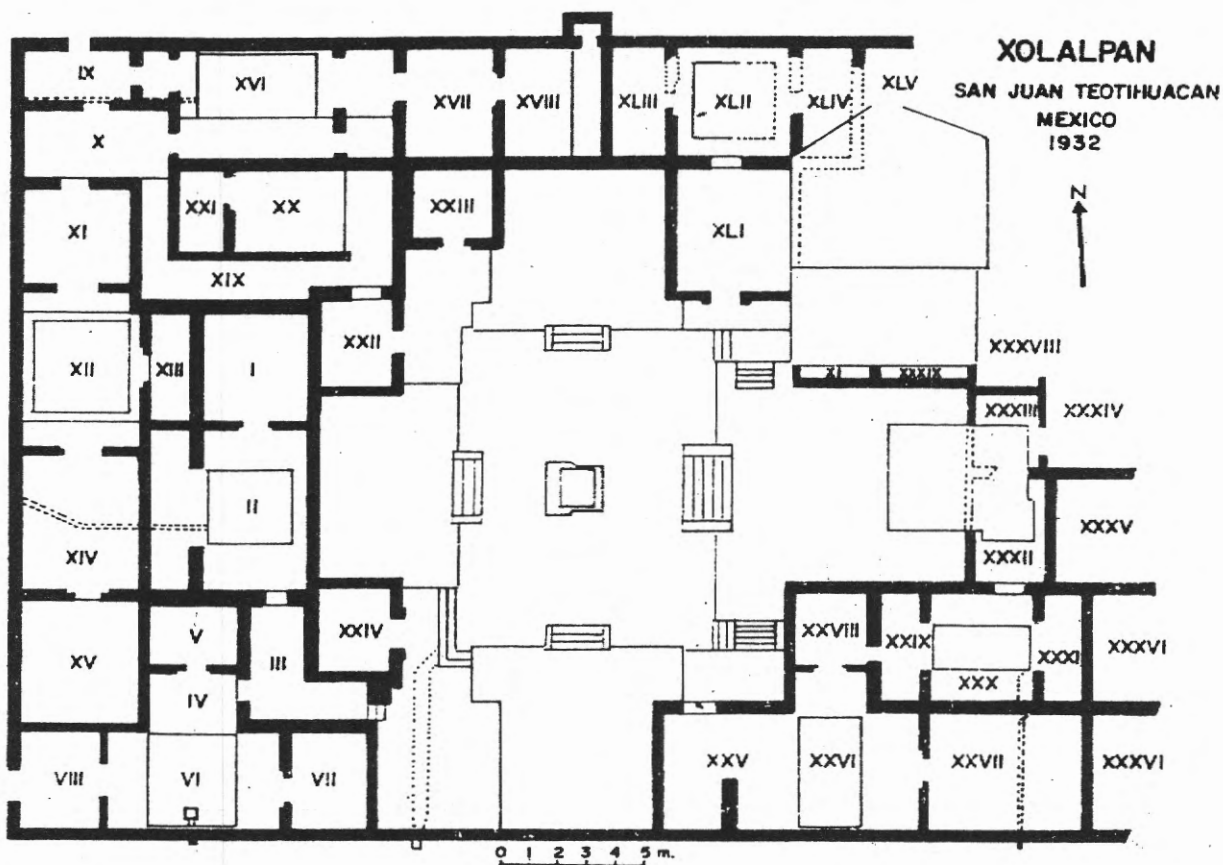 XOLALPAN
SAN JUAN TEOTIHUACAN
MEXICO
1932
N
IX
XVI
XVII
XVIII
XLIII
XLII
XLIV
XLV
X
XXI
XX
XXIII
XI
XLI
XIX
XXII
XII
XIII
I
XXXVIII
XL
XXXIX
XXXIII
XXXIV
II
XXXV
XIV
XXXII
V
XXIV
XXVIII
XXIX
XV
III
XXXI
XXXVI
IV
XXX
VIII
VI
VII
XXV
XXVI
XXVII
XXXVI
0 1 2 3 4 5 m.